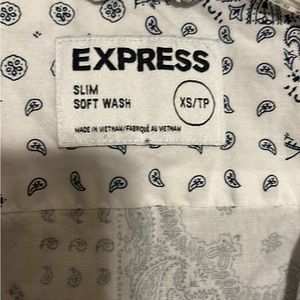 EXPRESS
SLIM
SOFT WASH
XS/TP
MADE IN VIETNAM/FABRIQUÉ AU VIETNAM